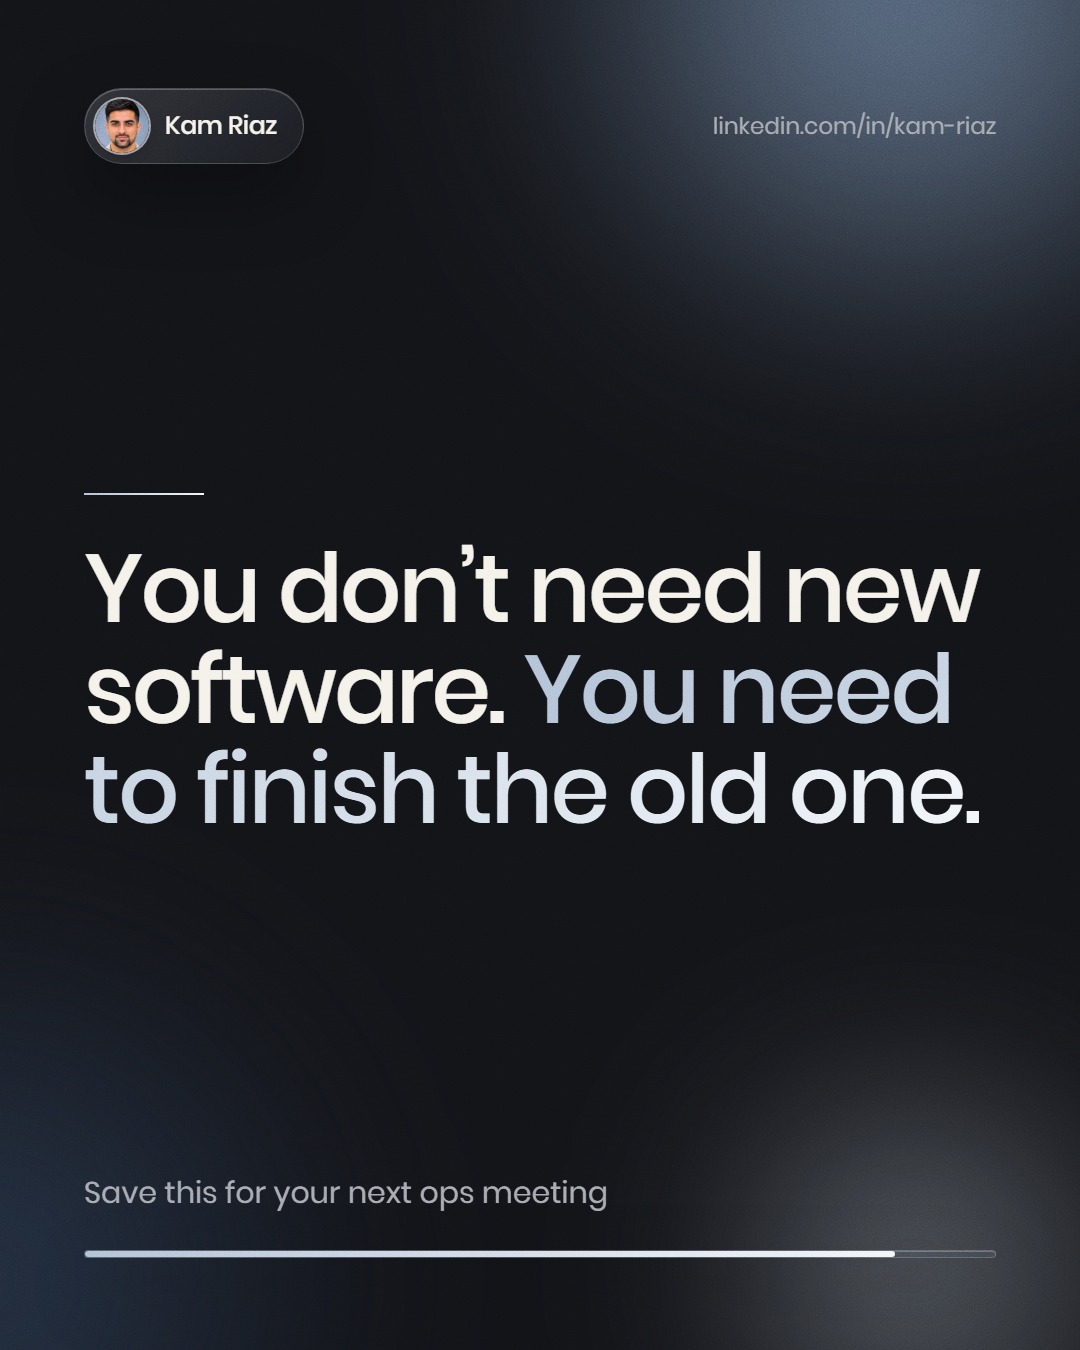 Kam Riaz
linkedin.com/in/kam-riaz
You don’t need new
software. You need
to finish the old one.
Save this for your next ops meeting